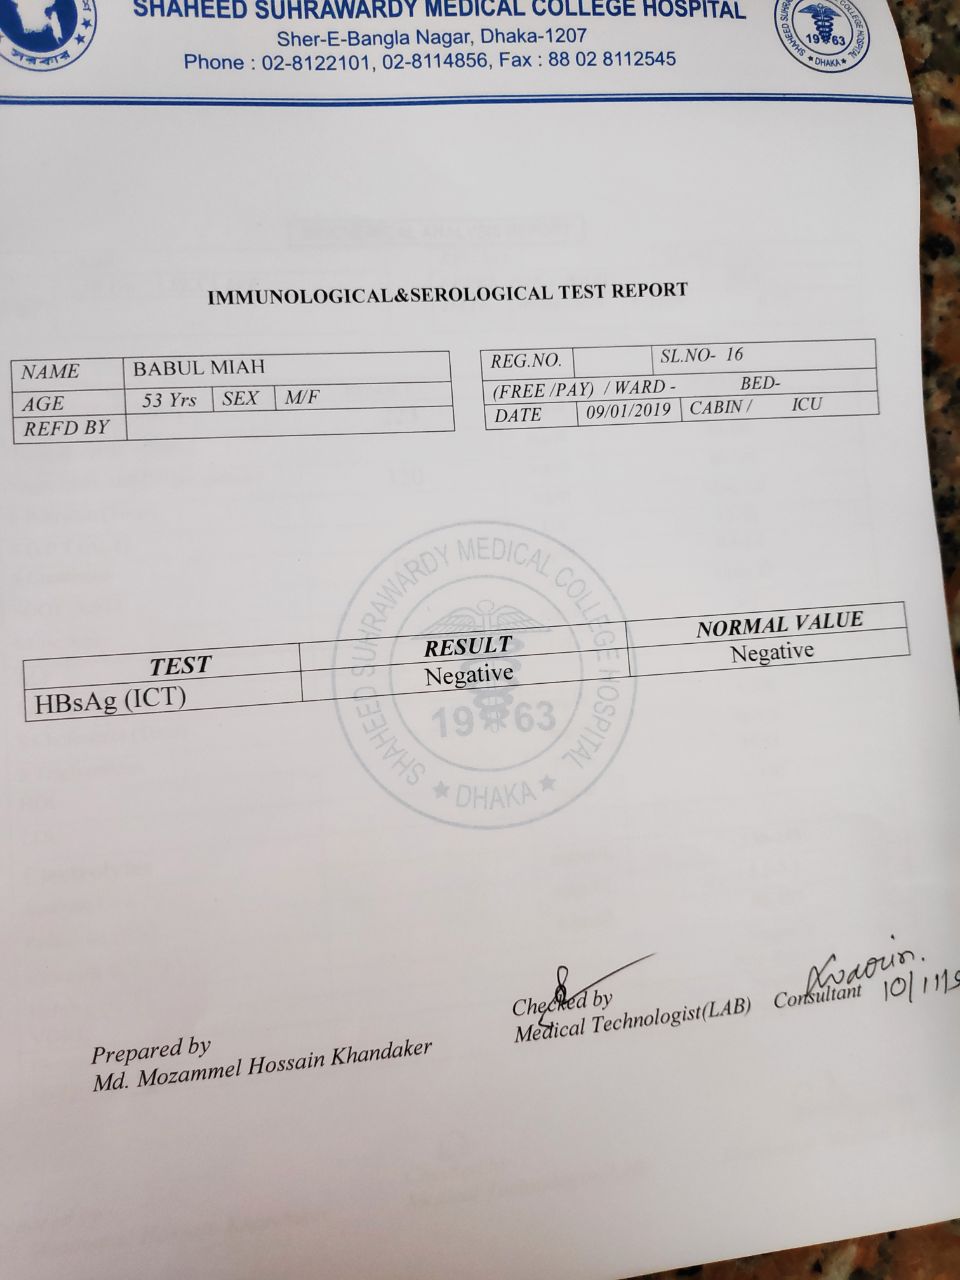 SHAHEED SUHRAWARDY MEDICAL COLLEGE HOSPITAL
Sher-E-Bangla Nagar, Dhaka-1207
Phone : 02-8122101, 02-8114856, Fax : 88 02 8112545
সরকার
SHAHEED SUHRAWARDY MEDICAL COLLEGE HOSPITAL
1963
★ DHAKA ★
IMMUNOLOGICAL&SEROLOGICAL TEST REPORT
NAME BABUL MIAH
AGE 53 Yrs SEX M/F
REFD BY
REG.NO. SL.NO- 16
(FREE /PAY) / WARD - BED-
DATE 09/01/2019 CABIN / ICU
TEST RESULT NORMAL VALUE
HBsAg (ICT) Negative Negative
SHAHEED SUHRAWARDY MEDICAL COLLEGE HOSPITAL
1963
★ DHAKA ★
Checked by
Medical Technologist(LAB)
Consultant
Prepared by
Md. Mozammel Hossain Khandaker